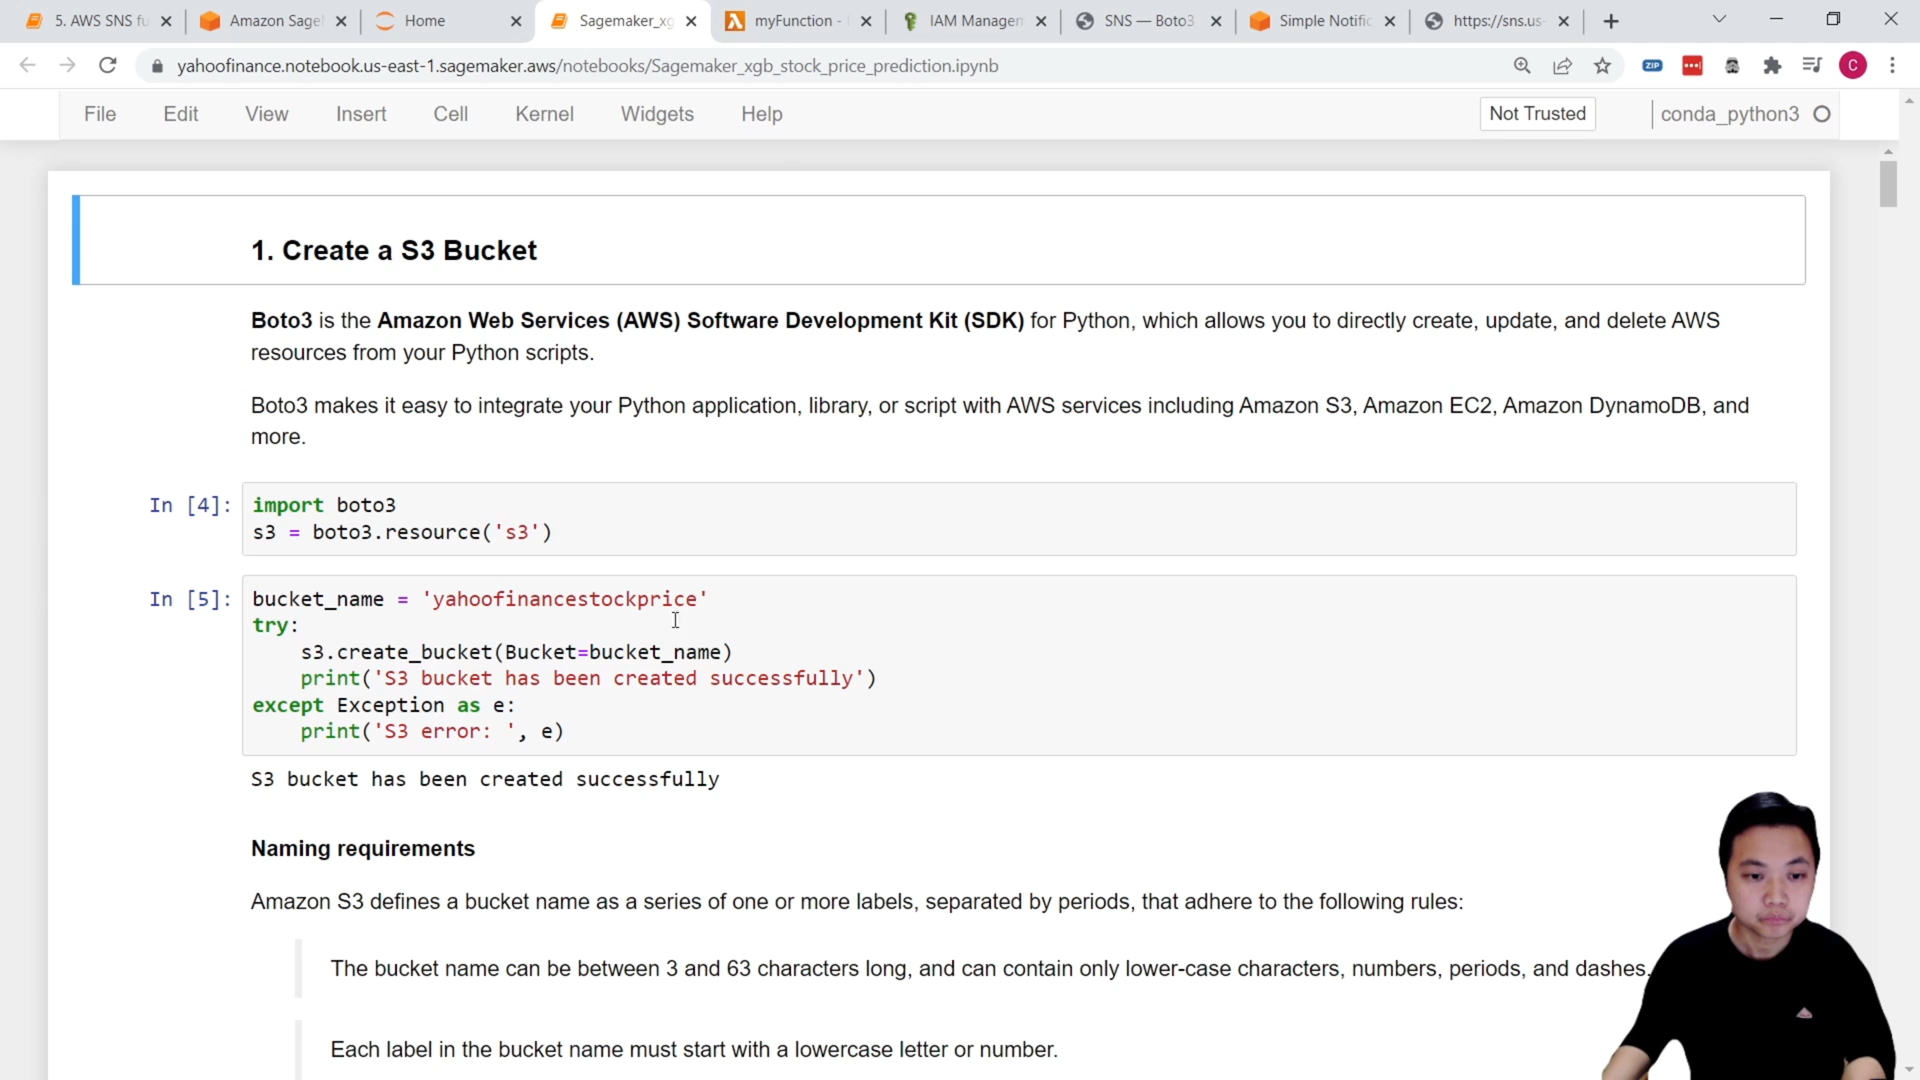 5. AWS SNS fu
Amazon Sage
Home
Sagemaker_xg
myFunction -
IAM Managem
SNS — Boto3
Simple Notific
https://sns.us-
yahoofinance.notebook.us-east-1.sagemaker.aws/notebooks/Sagemaker_xgb_stock_price_prediction.ipynb
ZIP
C
File Edit View Insert Cell Kernel Widgets Help Not Trusted conda_python3
1. Create a S3 Bucket
Boto3 is the Amazon Web Services (AWS) Software Development Kit (SDK) for Python, which allows you to directly create, update, and delete AWS
resources from your Python scripts.
Boto3 makes it easy to integrate your Python application, library, or script with AWS services including Amazon S3, Amazon EC2, Amazon DynamoDB, and
more.
In [4]: import boto3
s3 = boto3.resource('s3')
In [5]: bucket_name = 'yahoofinancestockprice'
try:
    s3.create_bucket(Bucket=bucket_name)
    print('S3 bucket has been created successfully')
except Exception as e:
    print('S3 error: ', e)
S3 bucket has been created successfully
Naming requirements
Amazon S3 defines a bucket name as a series of one or more labels, separated by periods, that adhere to the following rules:
The bucket name can be between 3 and 63 characters long, and can contain only lower-case characters, numbers, periods, and dashes.
Each label in the bucket name must start with a lowercase letter or number.